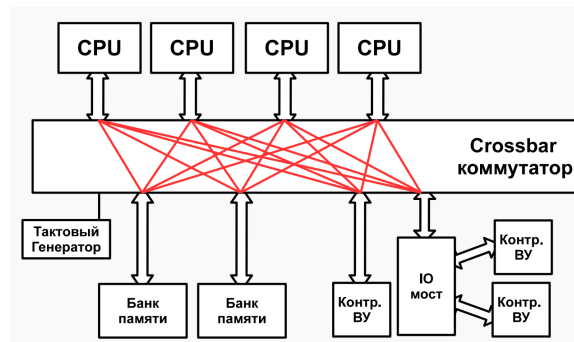 CPU
CPU
CPU
CPU
Crossbar
коммутатор
Тактовый
Генератор
Банк
памяти
Банк
памяти
Контр.
ВУ
IO
мост
Контр.
ВУ
Контр.
ВУ